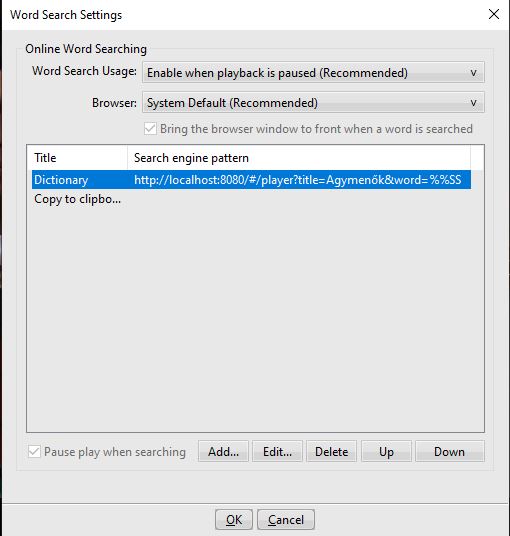 Word Search Settings
Online Word Searching
Word Search Usage: Enable when playback is paused (Recommended) v
Browser: System Default (Recommended) v
Bring the browser window to front when a word is searched
Title Search engine pattern
Dictionary http://localhost:8080/#/player?title=Agymenők&word=%%SS
Copy to clipbo...
Pause play when searching Add... Edit... Delete Up Down
OK Cancel